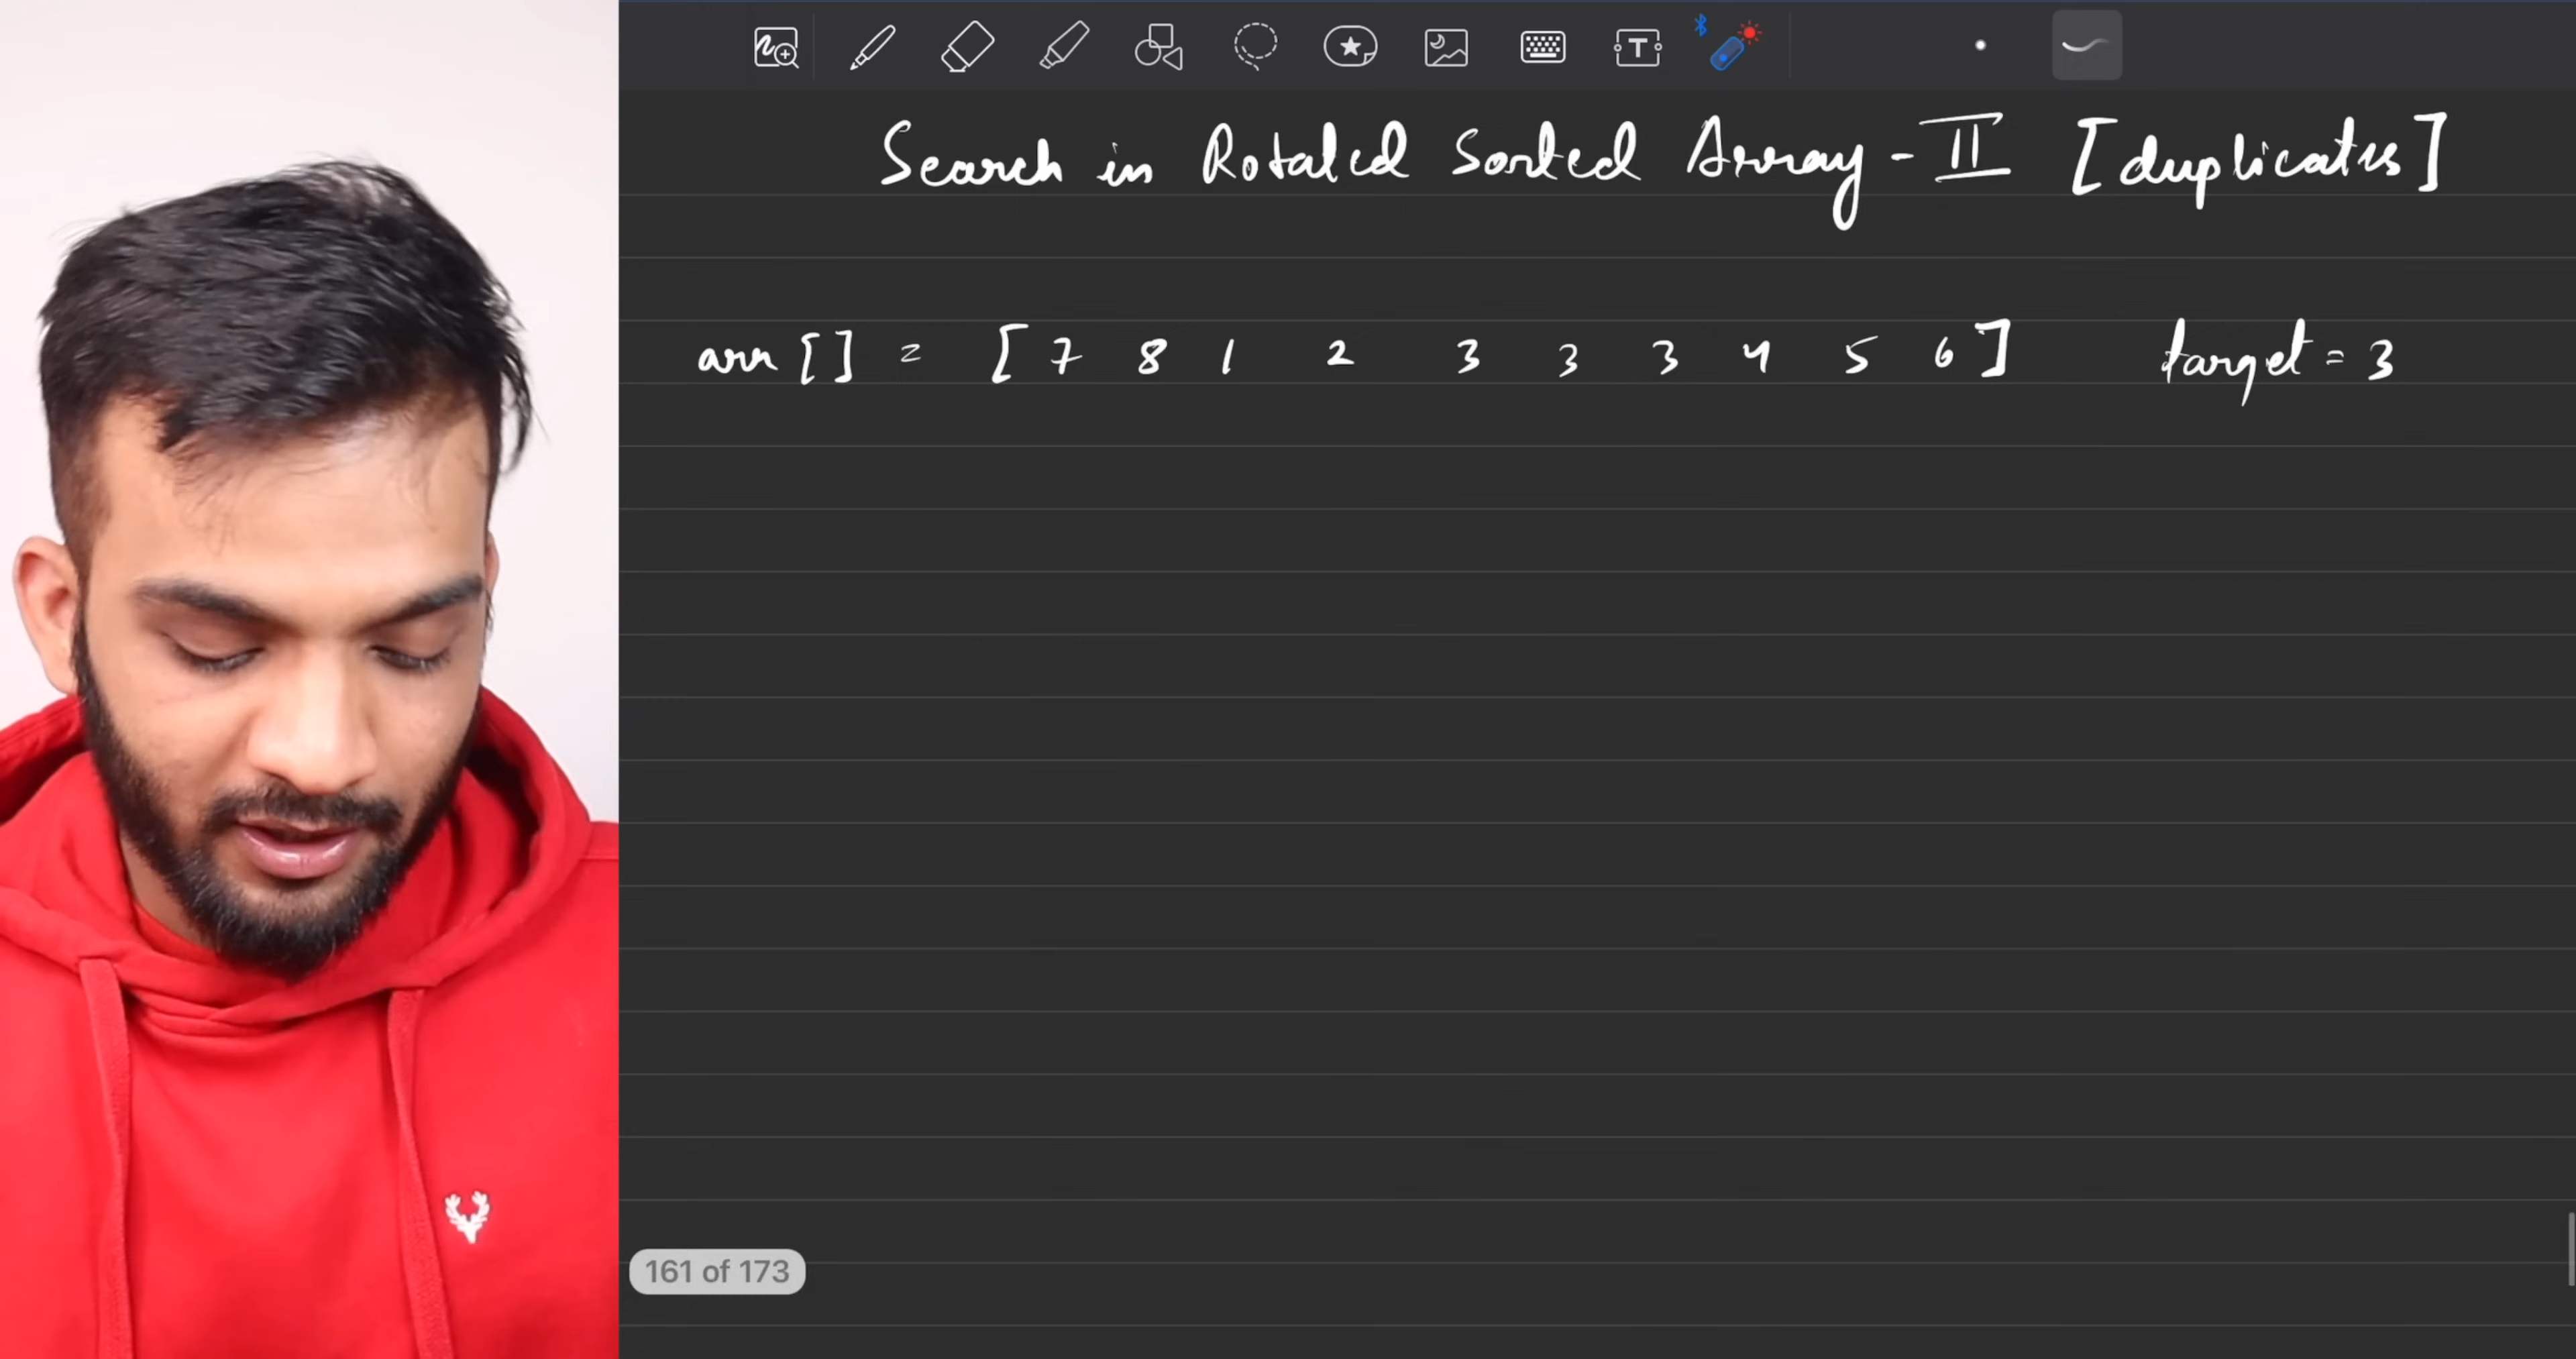 Search in Rotated Sorted Array - II [duplicates]
arr [] = [ 7 8 1 2 3 3 3 4 5 6 ] target = 3
161 of 173